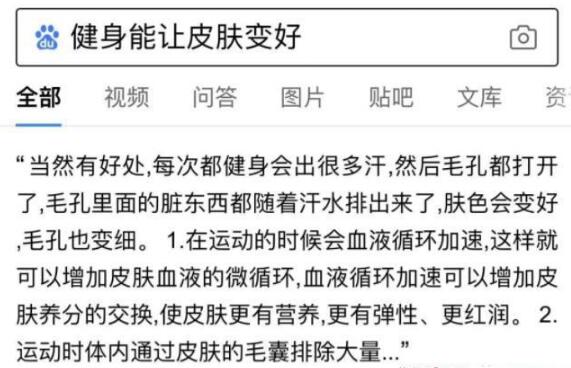 du 健身能让皮肤变好
全部 视频 问答 图片 贴吧 文库 资
“当然有好处,每次都健身会出很多汗,然后毛孔都打开
了,毛孔里面的脏东西都随着汗水排出来了,肤色会变好
,毛孔也变细。 1.在运动的时候会血液循环加速,这样就
可以增加皮肤血液的微循环,血液循环加速可以增加皮
肤养分的交换,使皮肤更有营养,更有弹性、更红润。 2.
运动时体内通过皮肤的毛囊排除大量...”